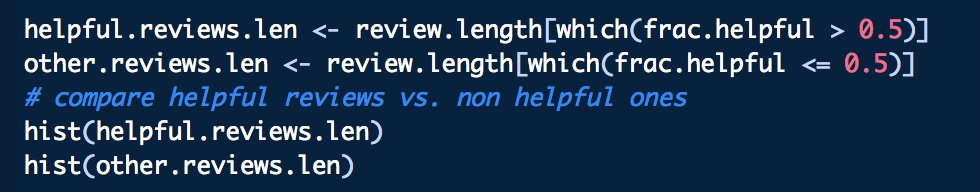 helpful.reviews.len <- review.length[which(frac.helpful > 0.5)]
other.reviews.len <- review.length[which(frac.helpful <= 0.5)]
# compare helpful reviews vs. non helpful ones
hist(helpful.reviews.len)
hist(other.reviews.len)